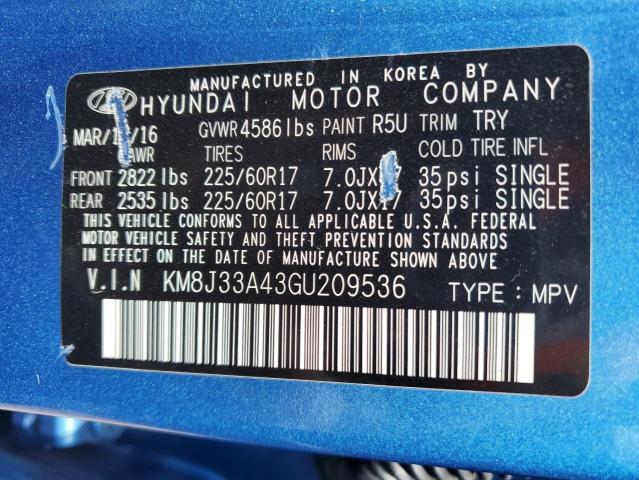 MANUFACTURED IN KOREA BY
HYUNDAI MOTOR COMPANY
GVWR 4586lbs PAINT R5U TRIM TRY
TIRES RIMS COLD TIRE INFL
FRONT 2822 lbs 225/60R17 35psi SINGLE
REAR 2535 lbs 225/60R17 35psi SINGLE
THIS VEHICLE CONFORMS TO ALL APPLICABLE U.S.A. FEDERAL
MOTOR VEHICLE SAFETY AND THEFT PREVENTION STANDARDS
IN EFFECT ON THE DATE OF MANUFACTURE SHOWN ABOVE.
V.I.N KM8J33A43GU209536 TYPE : MPV